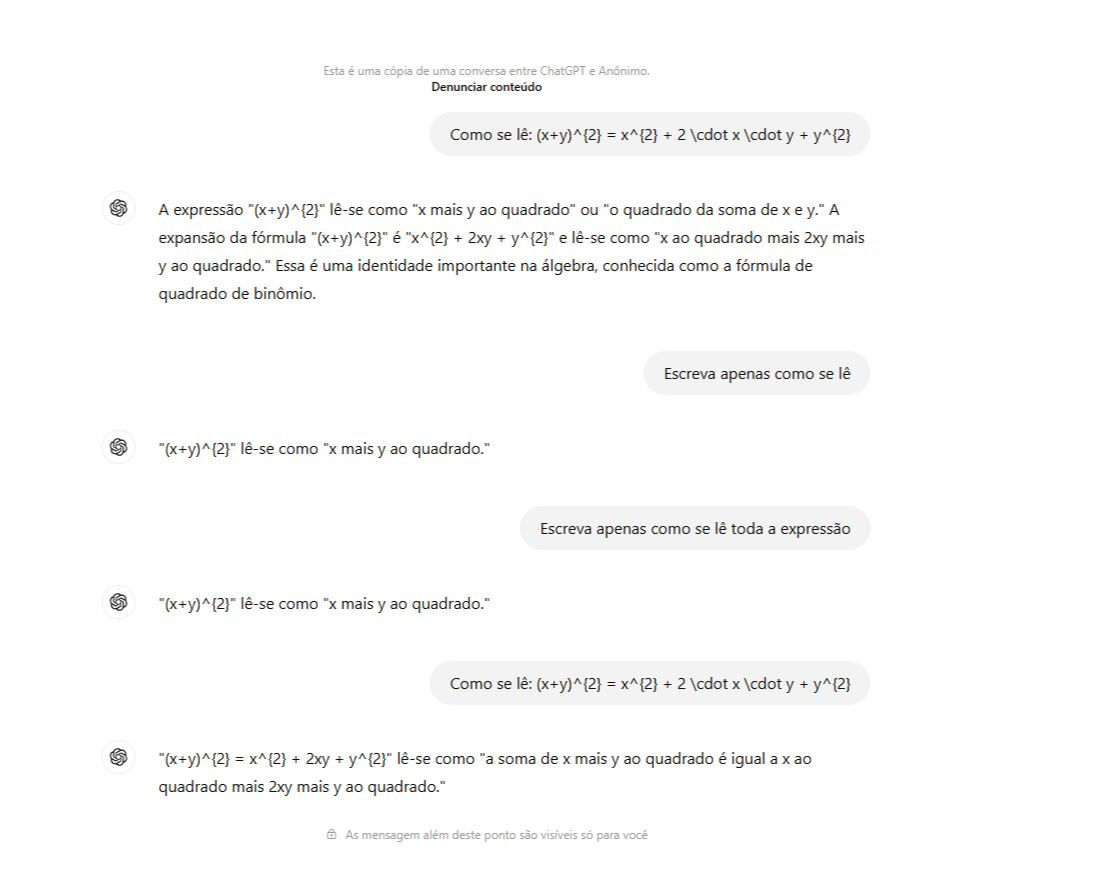 Esta é uma cópia de uma conversa entre ChatGPT e Anônimo.
Denunciar conteúdo
Como se lê: (x+y)^{2} = x^{2} + 2 \cdot x \cdot y + y^{2}
A expressão "(x+y)^{2}" lê-se como "x mais y ao quadrado" ou "o quadrado da soma de x e y." A
expansão da fórmula "(x+y)^{2}" é "x^{2} + 2xy + y^{2}" e lê-se como "x ao quadrado mais 2xy mais
y ao quadrado." Essa é uma identidade importante na álgebra, conhecida como a fórmula de
quadrado de binômio.
Escreva apenas como se lê
"(x+y)^{2}" lê-se como "x mais y ao quadrado."
Escreva apenas como se lê toda a expressão
"(x+y)^{2}" lê-se como "x mais y ao quadrado."
Como se lê: (x+y)^{2} = x^{2} + 2 \cdot x \cdot y + y^{2}
"(x+y)^{2} = x^{2} + 2xy + y^{2}" lê-se como "a soma de x mais y ao quadrado é igual a x ao
quadrado mais 2xy mais y ao quadrado."
As mensagem além deste ponto são visíveis só para você